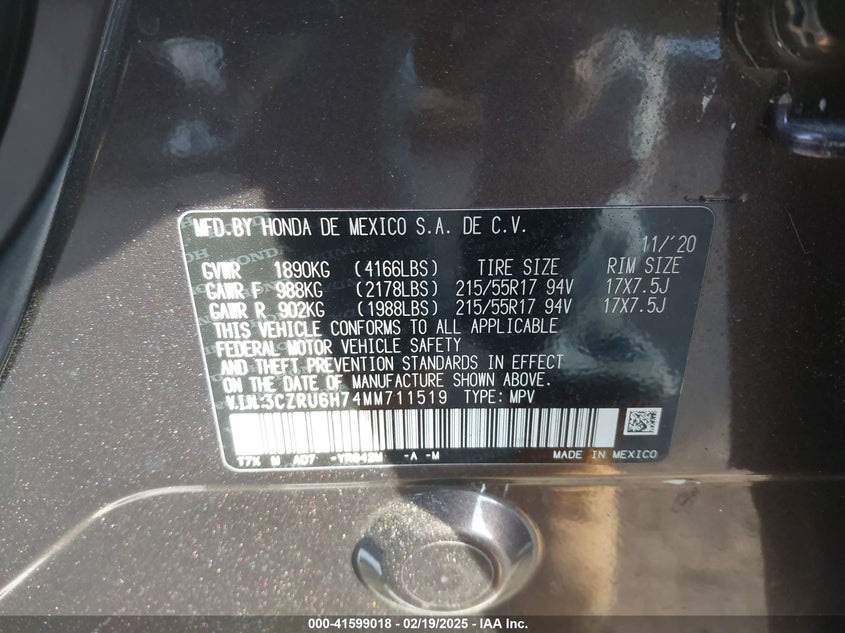 MFD. BY HONDA DE MEXICO S.A. DE C.V.
11/'20
GVWR 1890KG (4166LBS) TIRE SIZE RIM SIZE
GAWR F 988KG (2178LBS) 215/55R17 94V 17X7.5J
GAWR R 902KG (1988LBS) 215/55R17 94V 17X7.5J
THIS VEHICLE CONFORMS TO ALL APPLICABLE
FEDERAL MOTOR VEHICLE SAFETY
AND THEFT PREVENTION STANDARDS IN EFFECT
ON THE DATE OF MANUFACTURE SHOWN ABOVE.
V.I.N.:3CZRU6H74MM711519 TYPE: MPV
-A -M MADE IN MEXICO
000-41599018 - 02/19/2025 - IAA Inc.